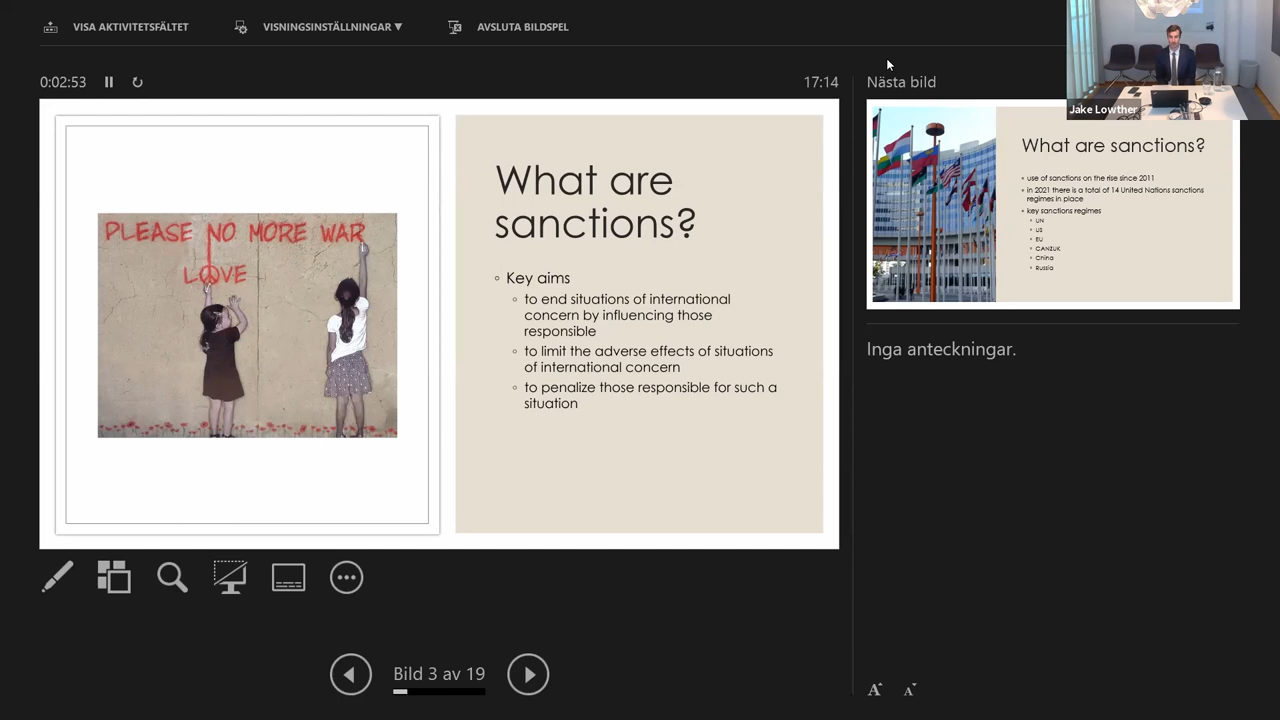 VISA AKTIVITETSFÄLTET
VISNINGSINSTÄLLNINGAR ▼
AVSLUTA BILDSPEL
0:02:53
17:14
Nästa bild
Jake Lowther
PLEASE NO MORE WAR
LOVE
What are
sanctions?
◦ Key aims
◦ to end situations of international
concern by influencing those
responsible
◦ to limit the adverse effects of situations
of international concern
◦ to penalize those responsible for such a
situation
What are sanctions?
• use of sanctions on the rise since 2011
• in 2021 there is a total of 14 United Nations sanctions
regimes in place
• key sanctions regimes
• UN
• US
• EU
• CANZUK
• China
• Russia
Inga anteckningar.
Bild 3 av 19
A A